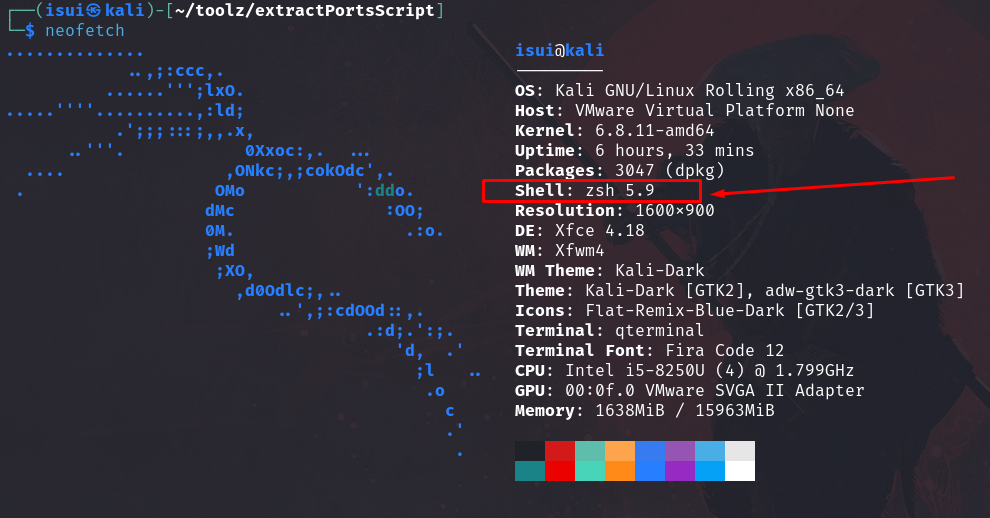 ┌──(isui㉿kali)-[~/toolz/extractPortsScript]
└─$ neofetch
..............
            ..,;:ccc,.
          ......''';lxO.
.....''''..........,:ld;
           .';;;:::;,,.x,
      ..'''.            0Xxoc:,.  ...
  ....                ,ONkc;,;cokOdc',.
 .                   OMo           ':ddo.
                    dMc               :OO;
                    0M.                 .:o.
                    ;Wd
                     ;XO,
                       ,d0Odlc;,..
                           ..',;:cdOOd::,.
                                    .:d;.':;.
                                       'd,  .'
                                         ;l   ..
                                          .o
                                            c
                                            .'
                                             .
isui@kali
---------
OS: Kali GNU/Linux Rolling x86_64
Host: VMware Virtual Platform None
Kernel: 6.8.11-amd64
Uptime: 6 hours, 33 mins
Packages: 3047 (dpkg)
Shell: zsh 5.9
Resolution: 1600x900
DE: Xfce 4.18
WM: Xfwm4
WM Theme: Kali-Dark
Theme: Kali-Dark [GTK2], adw-gtk3-dark [GTK3]
Icons: Flat-Remix-Blue-Dark [GTK2/3]
Terminal: qterminal
Terminal Font: Fira Code 12
CPU: Intel i5-8250U (4) @ 1.799GHz
GPU: 00:0f.0 VMware SVGA II Adapter
Memory: 1638MiB / 15963MiB